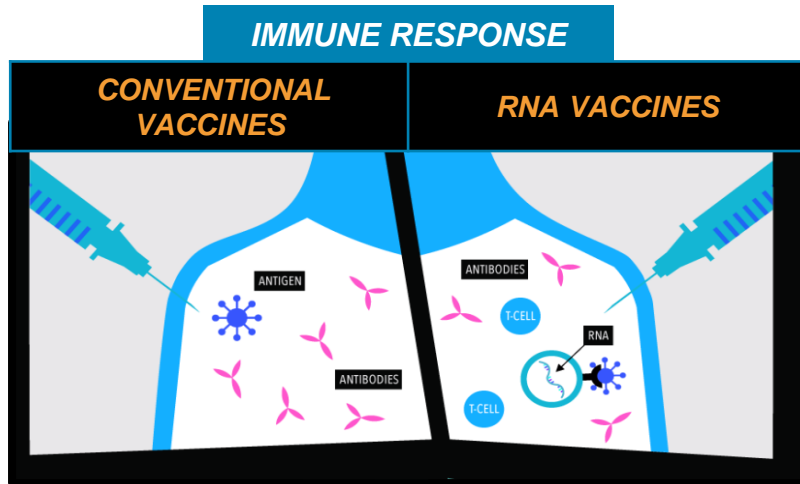 IMMUNE RESPONSE
CONVENTIONAL
VACCINES
RNA VACCINES
ANTIGEN
ANTIBODIES
ANTIBODIES
T-CELL
RNA
T-CELL